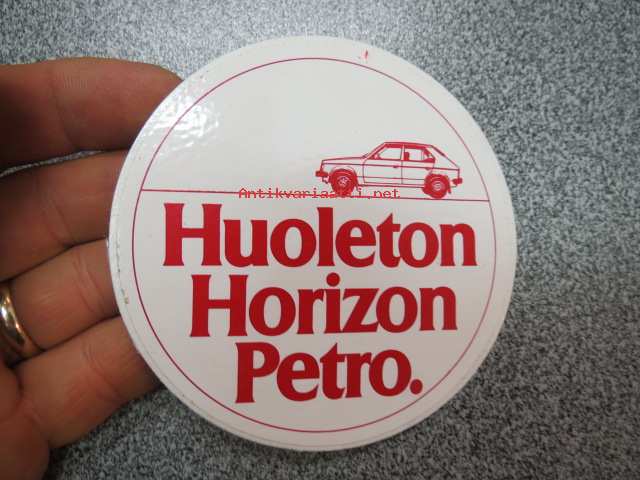 Antikvariaatti.net
Huoleton
Horizon
Petro.